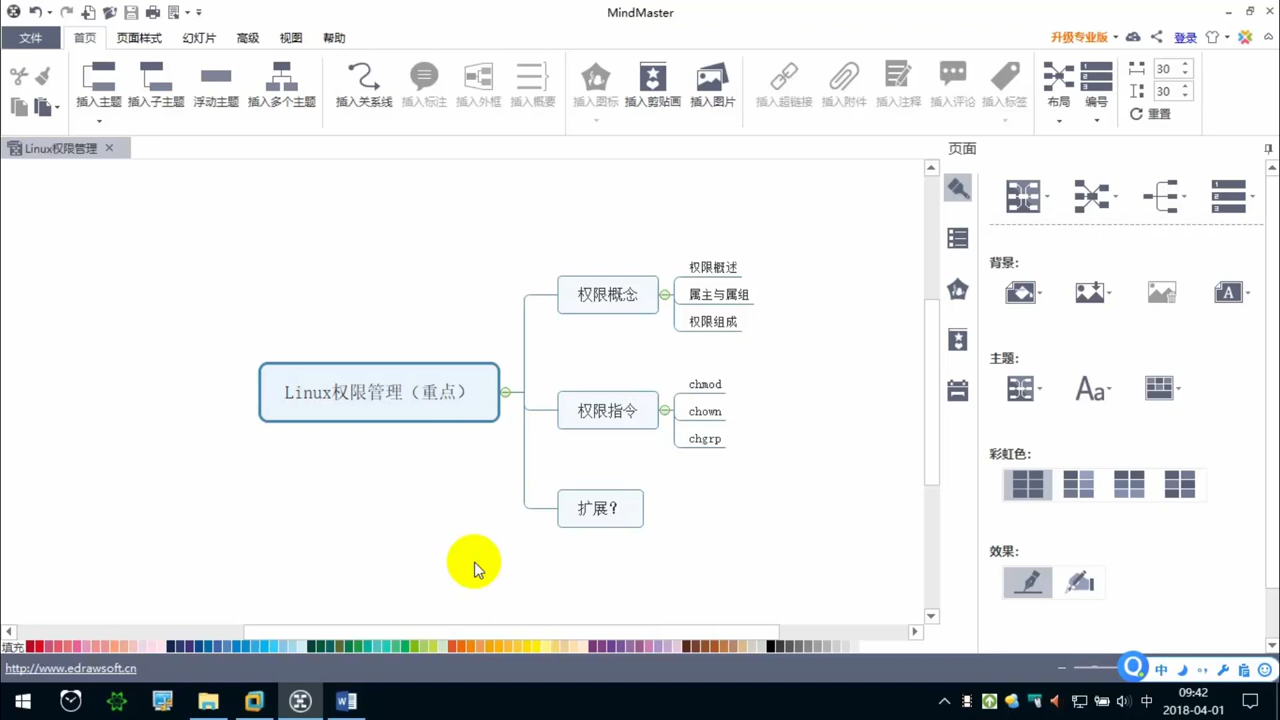 MindMaster
文件 首页 页面样式 幻灯片 高级 视图 帮助
升级专业版 登录
插入主题 插入子主题 浮动主题 插入多个主题 插入关系线 插入标注 插入外框 插入概要 插入图标 插入剪贴画 插入图片 插入超链接 插入附件 插入注释 插入评论 插入标签 布局 编号
30
30
重置
Linux权限管理
页面
背景:
主题:
彩虹色:
效果:
Linux权限管理（重点）
权限概念
权限概述
属主与属组
权限组成
权限指令
chmod
chown
chgrp
扩展？
填充
http://www.edrawsoft.cn
中
中
09:42
2018-04-01